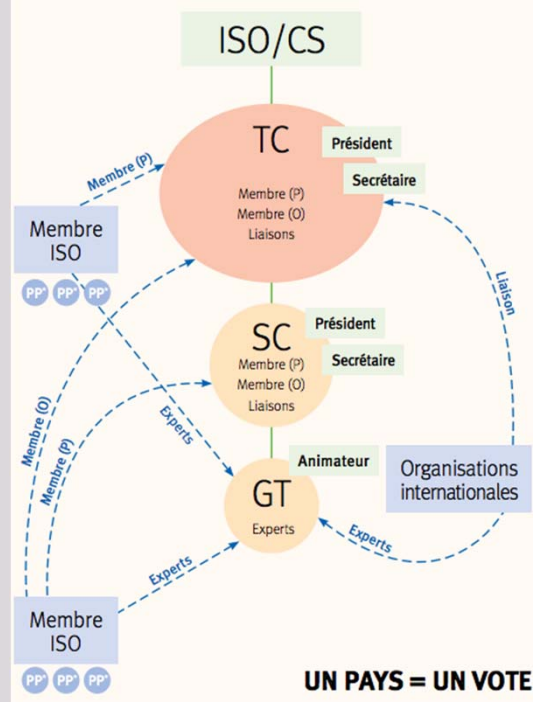 ISO/CS
TC
Président
Secrétaire
Membre (P)
Membre (O)
Liaisons
Membre (P)
Membre
ISO
PP* PP* PP*
Liaison
SC
Président
Secrétaire
Membre (P)
Membre (O)
Liaisons
Membre (O)
Membre (P)
Experts
Animateur
GT
Experts
Organisations
internationales
Experts
Experts
Membre
ISO
PP* PP* PP*
UN PAYS = UN VOTE